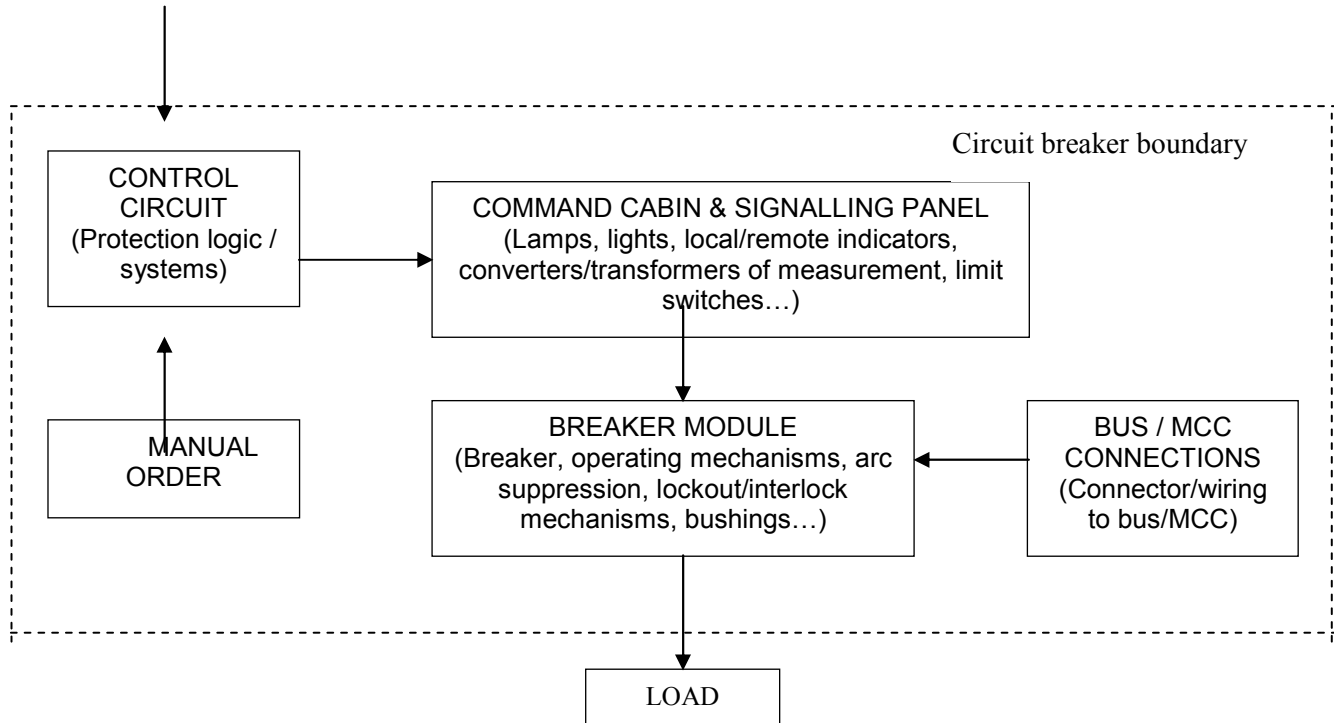 Circuit breaker boundary
CONTROL
CIRCUIT
(Protection logic /
systems)
COMMAND CABIN & SIGNALLING PANEL
(Lamps, lights, local/remote indicators,
converters/transformers of measurement, limit
switches…)
MANUAL
ORDER
BREAKER MODULE
(Breaker, operating mechanisms, arc
suppression, lockout/interlock
mechanisms, bushings…)
BUS / MCC
CONNECTIONS
(Connector/wiring
to bus/MCC)
LOAD